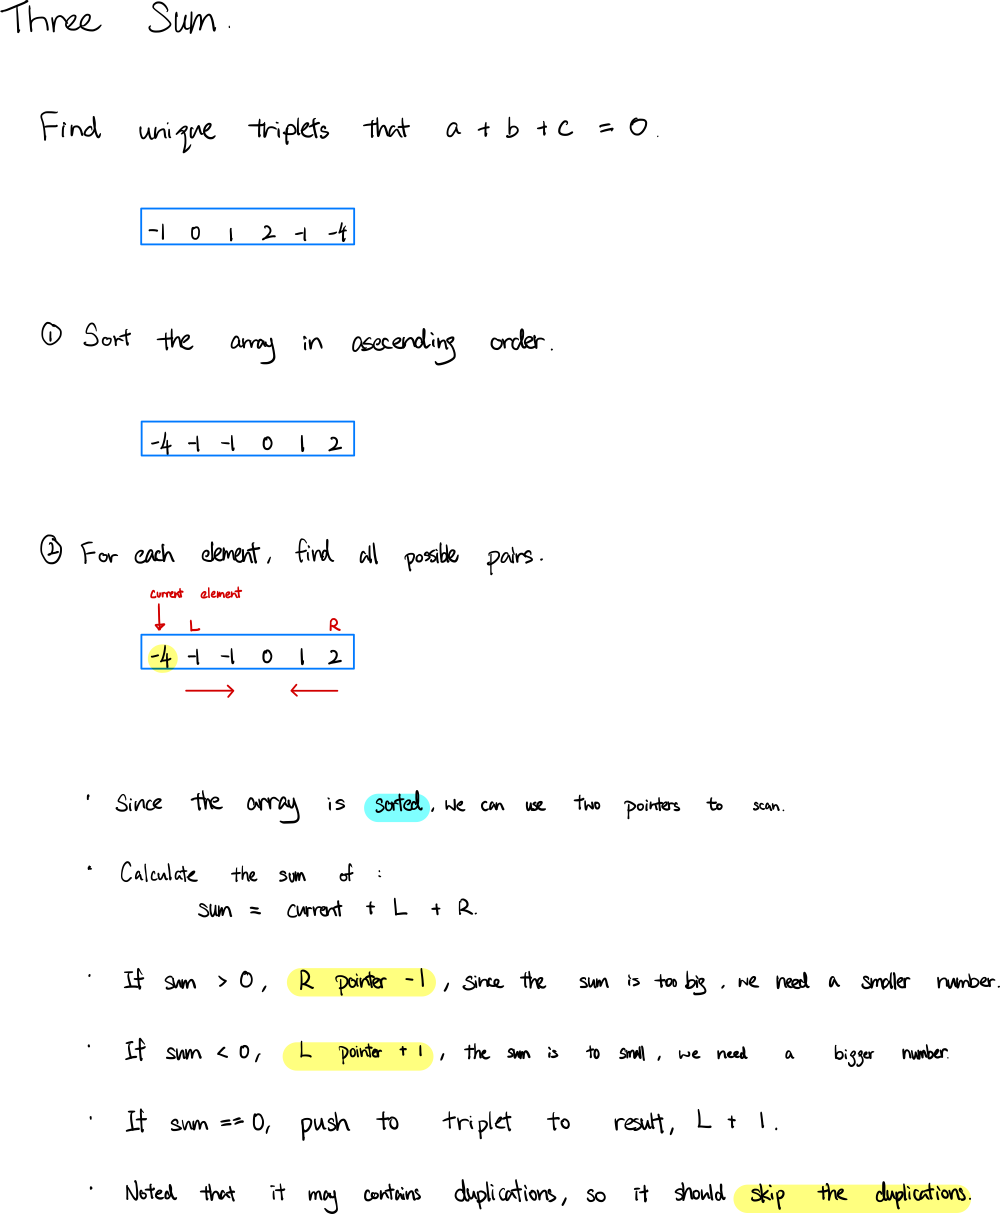 Three Sum.
Find unique triplets that a + b + c = 0.
-1 0 1 2 -1 -4
① Sort the array in asecending order.
-4 -1 -1 0 1 2
② For each element, find all possible pairs.
current element
L R
-4 -1 -1 0 1 2
· Since the array is sorted, we can use two pointers to scan.
· Calculate the sum of :
sum = current + L + R.
· If sum > 0, R pointer -1, since the sum is too big, we need a smaller number.
· If sum < 0, L pointer +1, the sum is to small, we need a bigger number.
· If sum == 0, push to triplet to result, L + 1.
· Noted that it may contains duplications, so it should skip the duplications.